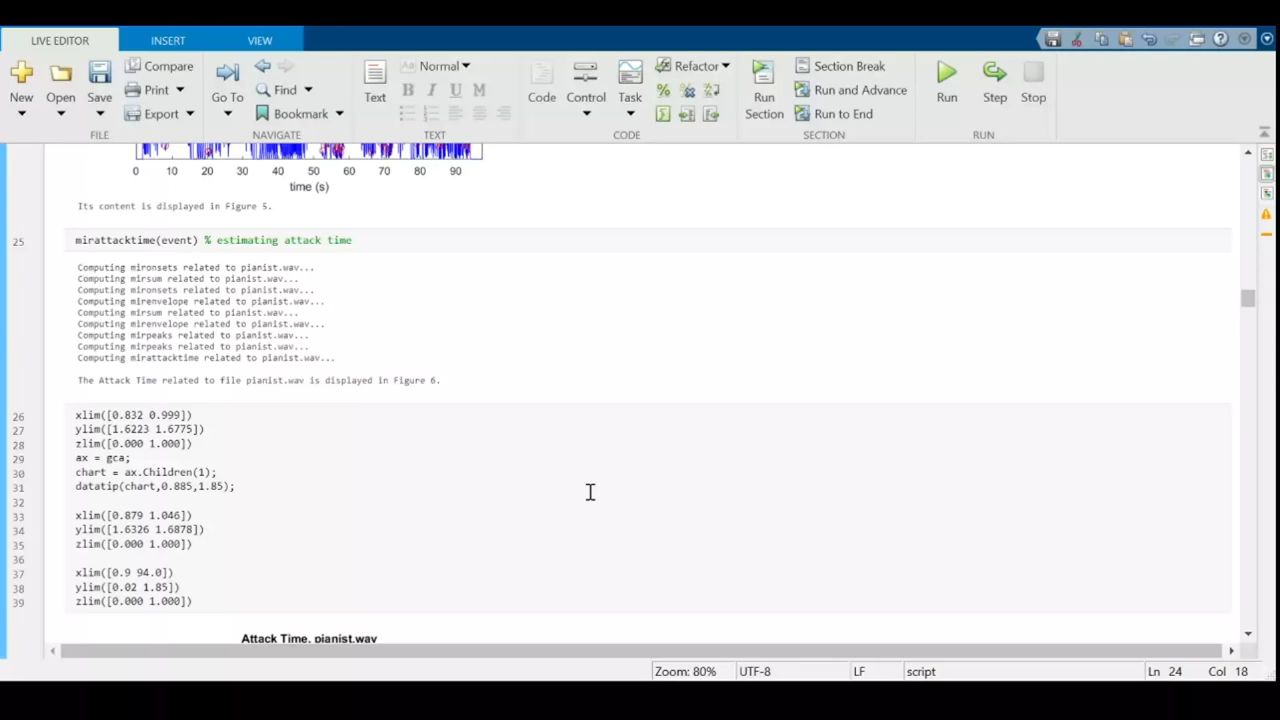 LIVE EDITOR INSERT VIEW
New Open Save Compare Print Export
FILE
Go To Find Bookmark
NAVIGATE
Text Normal B I U M
TEXT
Code Control Task Refactor
CODE
Run Section Section Break Run and Advance Run to End
SECTION
Run Step Stop
RUN
0 10 20 30 40 50 60 70 80 90
time (s)
Its content is displayed in Figure 5.
25 mirattacktime(event) % estimating attack time
Computing mironsets related to pianist.wav...
Computing mirsum related to pianist.wav...
Computing mironsets related to pianist.wav...
Computing mirenvelope related to pianist.wav...
Computing mirsum related to pianist.wav...
Computing mirenvelope related to pianist.wav...
Computing mirpeaks related to pianist.wav...
Computing mirpeaks related to pianist.wav...
Computing mirattacktime related to pianist.wav...
The Attack Time related to file pianist.wav is displayed in Figure 6.
26 xlim([0.832 0.999])
27 ylim([1.6223 1.6775])
28 zlim([0.000 1.000])
29 ax = gca;
30 chart = ax.Children(1);
31 datatip(chart,0.885,1.85);
32
33 xlim([0.879 1.046])
34 ylim([1.6326 1.6878])
35 zlim([0.000 1.000])
36
37 xlim([0.9 94.0])
38 ylim([0.02 1.85])
39 zlim([0.000 1.000])
Attack Time, pianist.wav
Zoom: 80% UTF-8 LF script Ln 24 Col 18